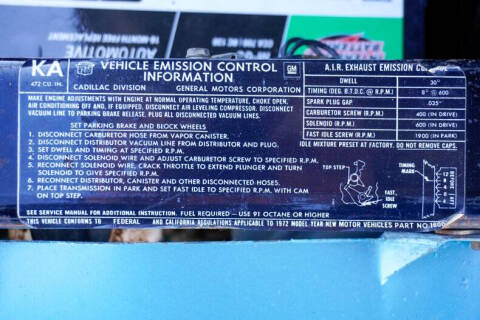 AUTOMOTIVE
KA
472 CU. IN.
VEHICLE EMISSION CONTROL
INFORMATION
GM
CADILLAC DIVISION GENERAL MOTORS CORPORATION
MAKE ENGINE ADJUSTMENTS WITH ENGINE AT NORMAL OPERATING TEMPERATURE, CHOKE OPEN,
AIR CONDITIONING OFF AND, IF EQUIPPED, DISCONNECT AIR LEVELING COMPRESSOR. DISCONNECT
VACUUM LINE TO PARKING BRAKE RELEASE. PLUG ALL DISCONNECTED VACUUM LINES.
SET PARKING BRAKE AND BLOCK WHEELS
1. DISCONNECT CARBURETOR HOSE FROM VAPOR CANISTER.
2. DISCONNECT DISTRIBUTOR VACUUM LINE FROM DISTRIBUTOR AND PLUG.
3. SET DWELL AND TIMING AT SPECIFIED R.P.M.
4. DISCONNECT SOLENOID WIRE AND ADJUST CARBURETOR SCREW TO SPECIFIED R.P.M.
5. RECONNECT SOLENOID WIRE, CRACK THROTTLE TO EXTEND PLUNGER AND TURN
SOLENOID TO GIVE SPECIFIED R.P.M.
6. RECONNECT DISTRIBUTOR, CANISTER AND OTHER DISCONNECTED HOSES.
7. PLACE TRANSMISSION IN PARK AND SET FAST IDLE TO SPECIFIED R.P.M. WITH CAM
ON TOP STEP.
A.I.R. EXHAUST EMISSION
DWELL 30°
TIMING (DEG. B.T.D.C. @ R.P.M.) 8° @ 600
SPARK PLUG GAP .035"
CARBURETOR SCREW (R.P.M.) 400 (IN DRIVE)
SOLENOID (R.P.M.) 600 (IN DRIVE)
FAST IDLE SCREW (R.P.M.) 1900 (IN PARK)
IDLE MIXTURE PRESET AT FACTORY. DO NOT REMOVE CAPS.
TOP STEP
FAST IDLE
SCREW
TIMING
MARK
BEFORE
SEE SERVICE MANUAL FOR ADDITIONAL INSTRUCTION. FUEL REQUIRED – USE 91 OCTANE OR HIGHER
THIS VEHICLE CONFORMS TO FEDERAL AND CALIFORNIA REGULATIONS APPLICABLE TO 1972 MODEL YEAR NEW MOTOR VEHICLES PART NO.